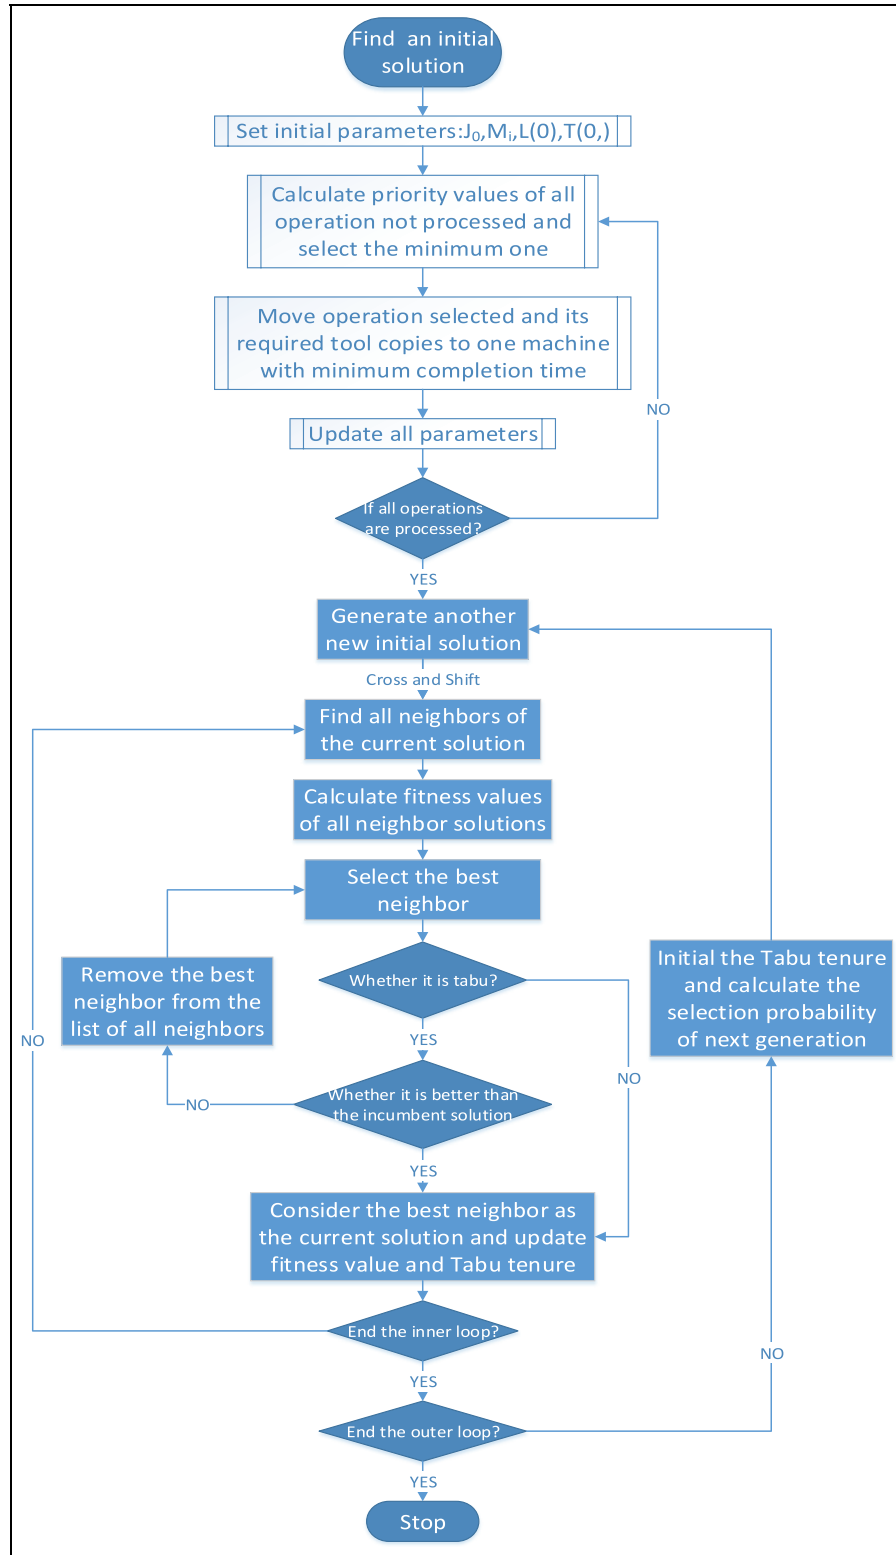 Find an initial
solution
Set initial parameters:J₀,Mᵢ,L(0),T(0,)
Calculate priority values of all
operation not processed and
select the minimum one
Move operation selected and its
required tool copies to one machine
with minimum completion time
NO
Update all parameters
If all operations
are processed?
YES
Generate another
new initial solution
Cross and Shift
Find all neighbors of
the current solution
Calculate fitness values
of all neighbor solutions
Select the best
neighbor
Remove the best
neighbor from the
list of all neighbors
Whether it is tabu?
Initial the Tabu tenure
and calculate the
selection probability
of next generation
NO
YES
NO
NO
Whether it is better than
the incumbent solution
YES
Consider the best neighbor as
the current solution and update
fitness value and Tabu tenure
End the inner loop?
NO
YES
End the outer loop?
YES
Stop